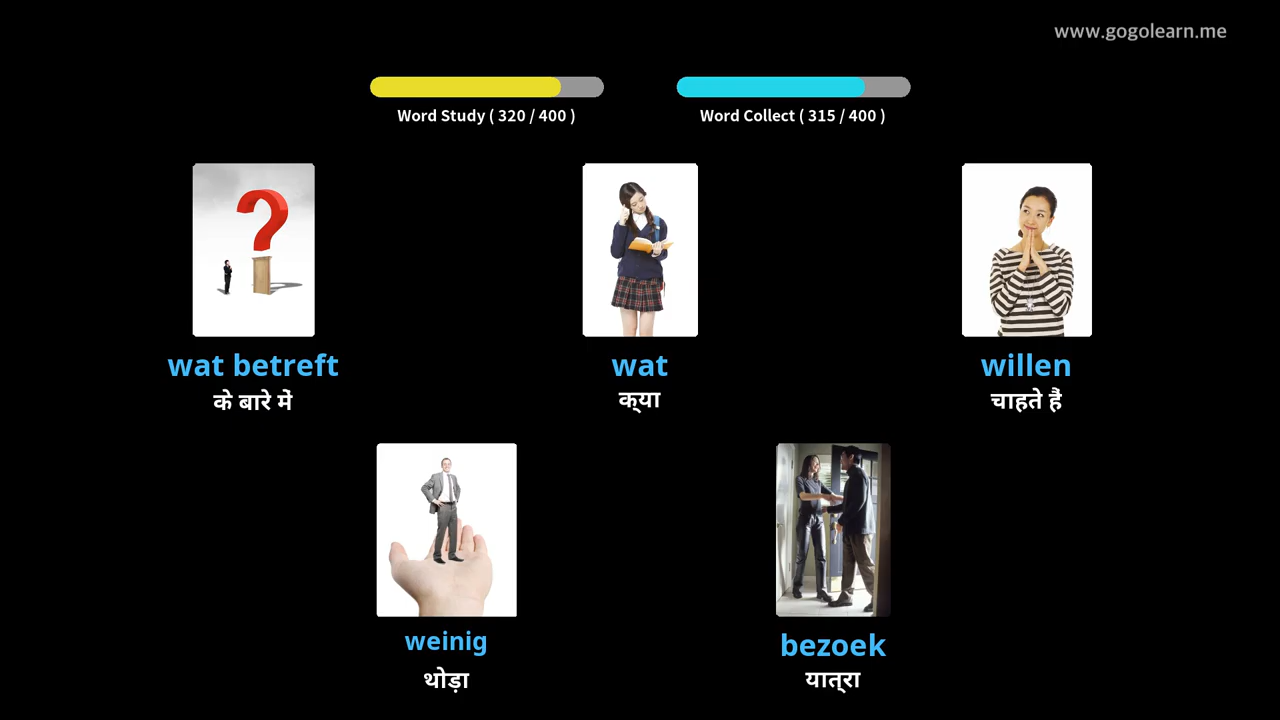 www.gogolearn.me
Word Study ( 320 / 400 )
Word Collect ( 315 / 400 )
wat betreft
के बारे में
wat
क्या
willen
चाहते हैं
weinig
थोड़ा
bezoek
यात्रा